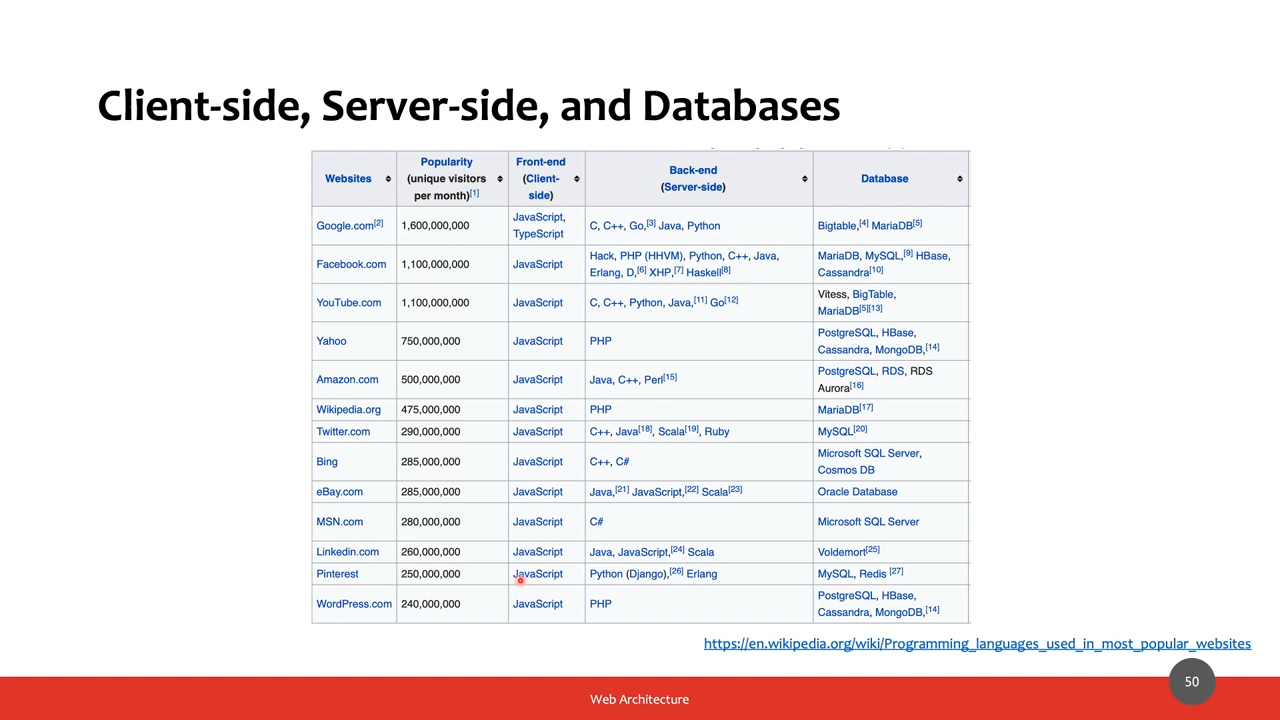 Client-side, Server-side, and Databases
Websites Popularity (unique visitors per month)[1] Front-end (Client-side) Back-end (Server-side) Database
Google.com[2] 1,600,000,000 JavaScript, TypeScript C, C++, Go,[3] Java, Python Bigtable,[4] MariaDB[5]
Facebook.com 1,100,000,000 JavaScript Hack, PHP (HHVM), Python, C++, Java, Erlang, D,[6] XHP,[7] Haskell[8] MariaDB, MySQL,[9] HBase, Cassandra[10]
YouTube.com 1,100,000,000 JavaScript C, C++, Python, Java,[11] Go[12] Vitess, BigTable, MariaDB[5][13]
Yahoo 750,000,000 JavaScript PHP PostgreSQL, HBase, Cassandra, MongoDB,[14]
Amazon.com 500,000,000 JavaScript Java, C++, Perl[15] PostgreSQL, RDS, RDS Aurora[16]
Wikipedia.org 475,000,000 JavaScript PHP MariaDB[17]
Twitter.com 290,000,000 JavaScript C++, Java[18], Scala[19], Ruby MySQL[20]
Bing 285,000,000 JavaScript C++, C# Microsoft SQL Server, Cosmos DB
eBay.com 285,000,000 JavaScript Java,[21] JavaScript,[22] Scala[23] Oracle Database
MSN.com 280,000,000 JavaScript C# Microsoft SQL Server
Linkedin.com 260,000,000 JavaScript Java, JavaScript,[24] Scala Voldemort[25]
Pinterest 250,000,000 JavaScript Python (Django),[26] Erlang MySQL, Redis [27]
WordPress.com 240,000,000 JavaScript PHP PostgreSQL, HBase, Cassandra, MongoDB,[14]
https://en.wikipedia.org/wiki/Programming_languages_used_in_most_popular_websites
50
Web Architecture